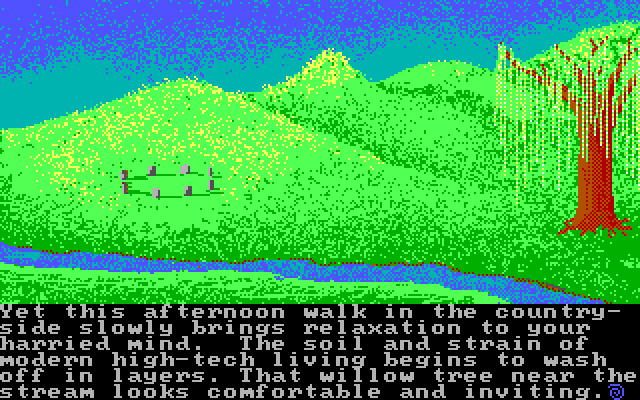 Yet this afternoon walk in the country-
side slowly brings relaxation to your
harried mind.  The soil and strain of
modern high-tech living begins to wash
off in layers. That willow tree near the
stream looks comfortable and inviting.